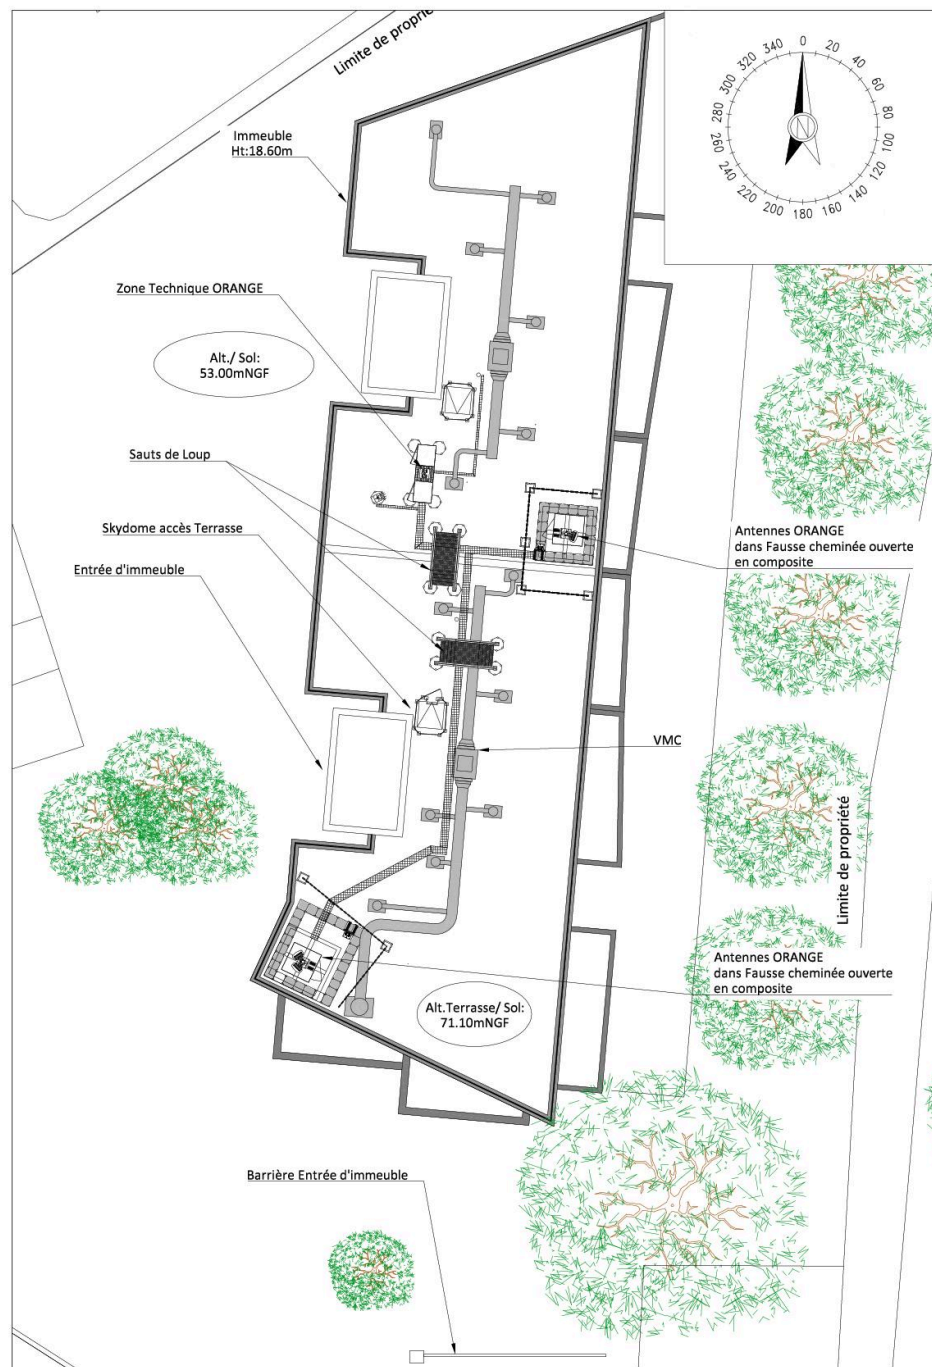 Limite de proprié
Immeuble
Ht:18.60m
0
20
40
60
80
100
120
140
160
180
200
220
240
260
280
300
320
340
N
Zone Technique ORANGE
Alt./ Sol:
53.00mNGF
Sauts de Loup
Skydome accès Terrasse
Entrée d'immeuble
Antennes ORANGE
dans Fausse cheminée ouverte
en composite
VMC
Limite de propriété
Antennes ORANGE
dans Fausse cheminée ouverte
en composite
Alt.Terrasse/ Sol:
71.10mNGF
Barrière Entrée d'immeuble